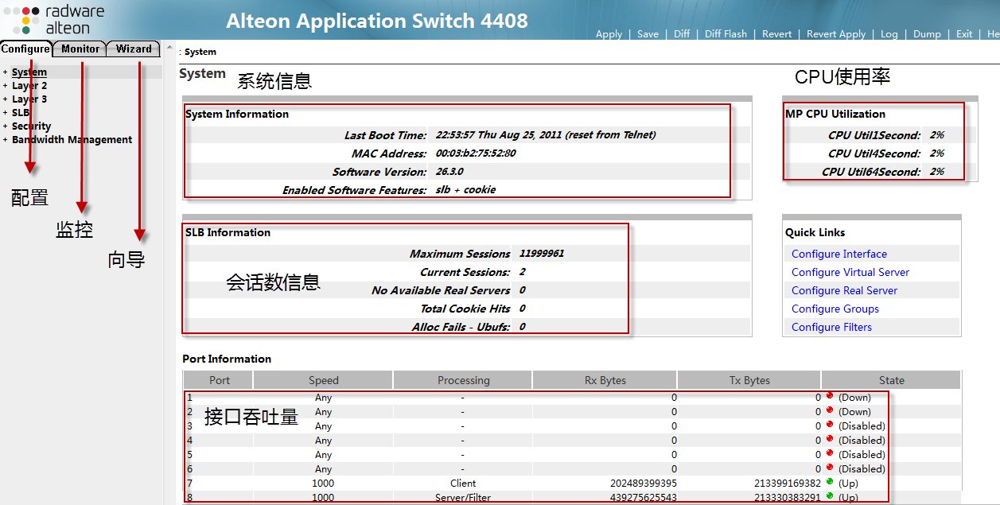 radware
alteon
Alteon Application Switch 4408
Apply | Save | Diff | Diff Flash | Revert | Revert Apply | Log | Dump | Exit | He
Configure Monitor Wizard
+ System
+ Layer 2
+ Layer 3
+ SLB
+ Security
+ Bandwidth Management
配置
监控
向导
: System
System 系统信息
System Information
Last Boot Time: 22:53:57 Thu Aug 25, 2011 (reset from Telnet)
MAC Address: 00:03:b2:75:52:80
Software Version: 26.3.0
Enabled Software Features: slb + cookie
CPU使用率
MP CPU Utilization
CPU Util1Second: 2%
CPU Util4Second: 2%
CPU Util64Second: 2%
SLB Information
会话数信息
Maximum Sessions 11999961
Current Sessions: 2
No Available Real Servers 0
Total Cookie Hits 0
Alloc Fails - Ubufs: 0
Quick Links
Configure Interface
Configure Virtual Server
Configure Real Server
Configure Groups
Configure Filters
Port Information
Port Speed Processing Rx Bytes Tx Bytes State
接口吞吐量
1 Any - 0 0 (Down)
2 Any - 0 0 (Down)
3 Any - 0 0 (Disabled)
4 Any - 0 0 (Disabled)
5 Any - 0 0 (Disabled)
6 Any - 0 0 (Disabled)
7 1000 Client 202489399395 213399169382 (Up)
8 1000 Server/Filter 439275625543 213330383291 (Up)